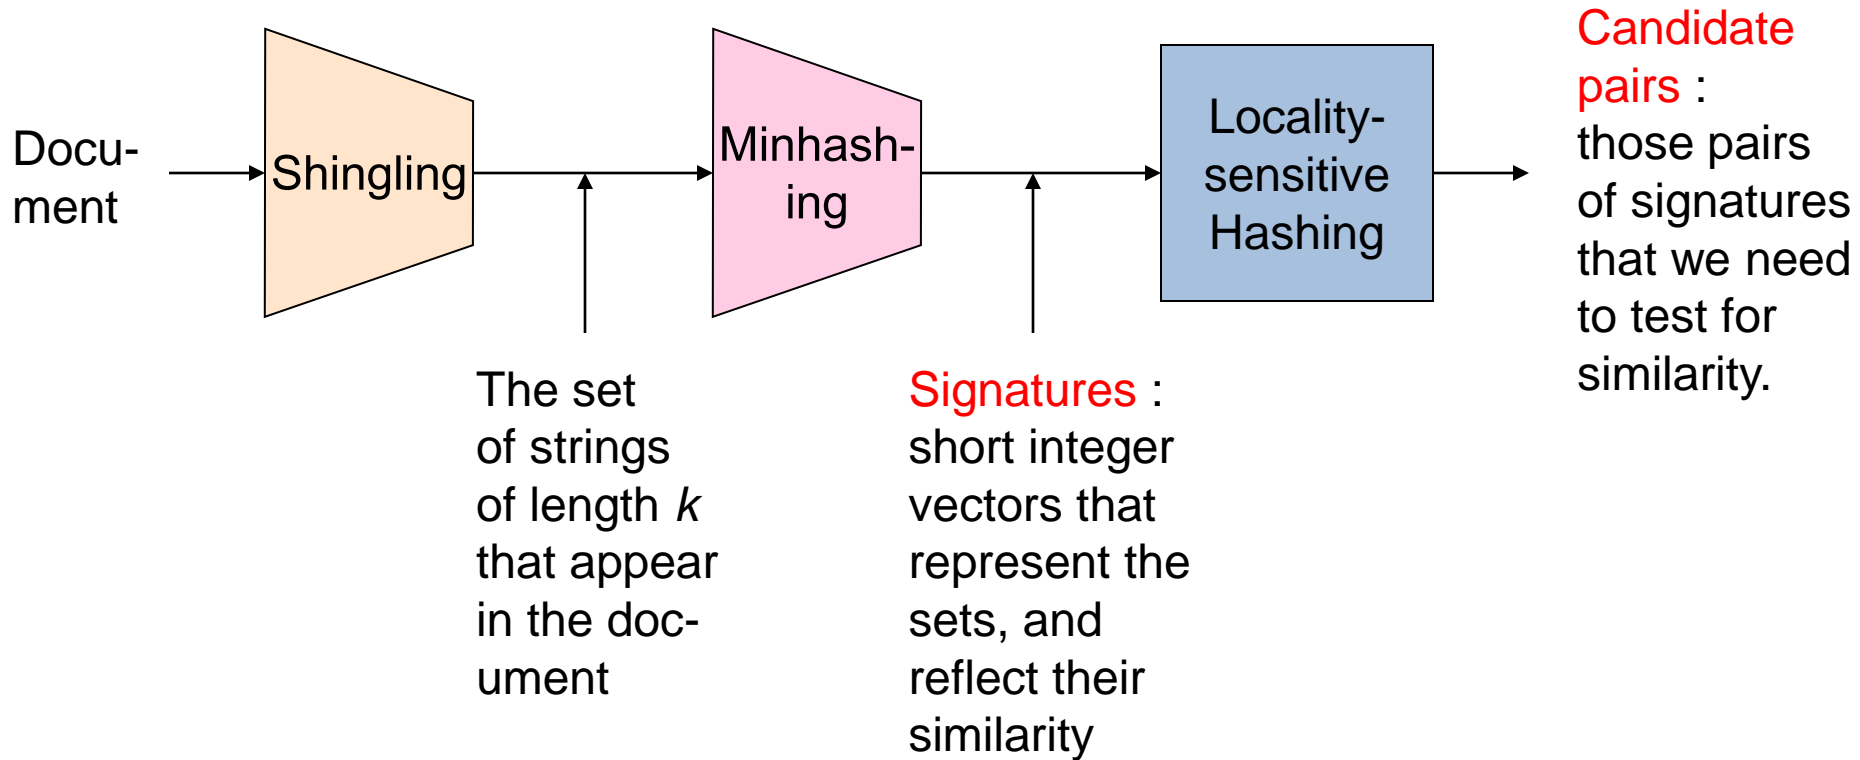 Docu-
ment
Shingling
Minhash-
ing
Locality-
sensitive
Hashing
Candidate
pairs :
those pairs
of signatures
that we need
to test for
similarity.
The set
of strings
of length k
that appear
in the doc-
ument
Signatures :
short integer
vectors that
represent the
sets, and
reflect their
similarity